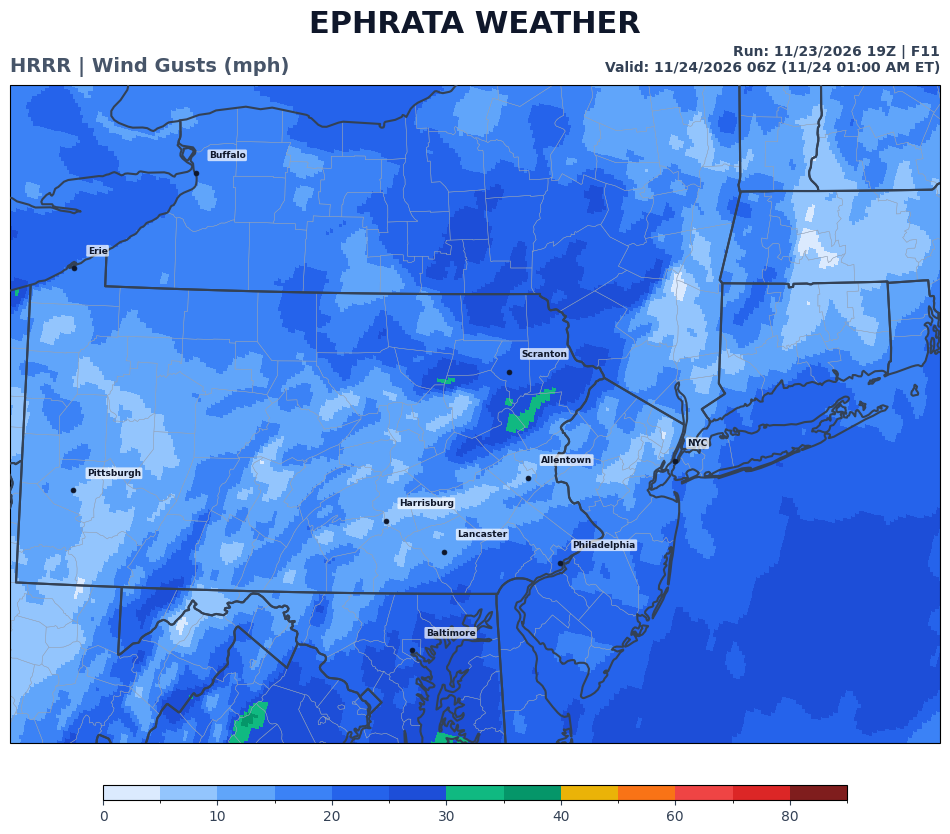 EPHRATA WEATHER
HRRR | Wind Gusts (mph)
Run: 11/23/2026 19Z | F11
Valid: 11/24/2026 06Z (11/24 01:00 AM ET)
Buffalo
Erie
Scranton
NYC
Allentown
Pittsburgh
Harrisburg
Lancaster
Philadelphia
Baltimore
0 10 20 30 40 60 80